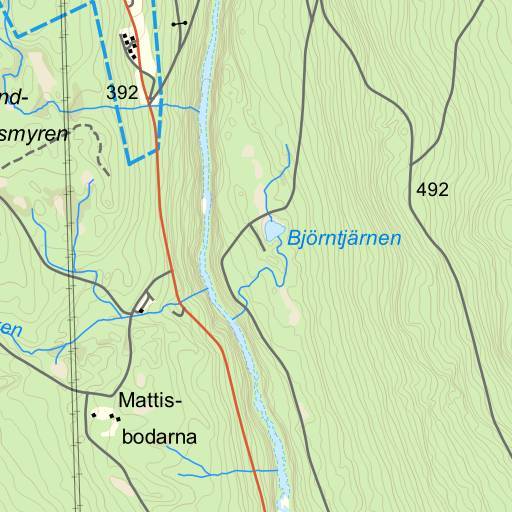 392
nd-
smyren
492
Björntjärnen
en
Mattis-
bodarna